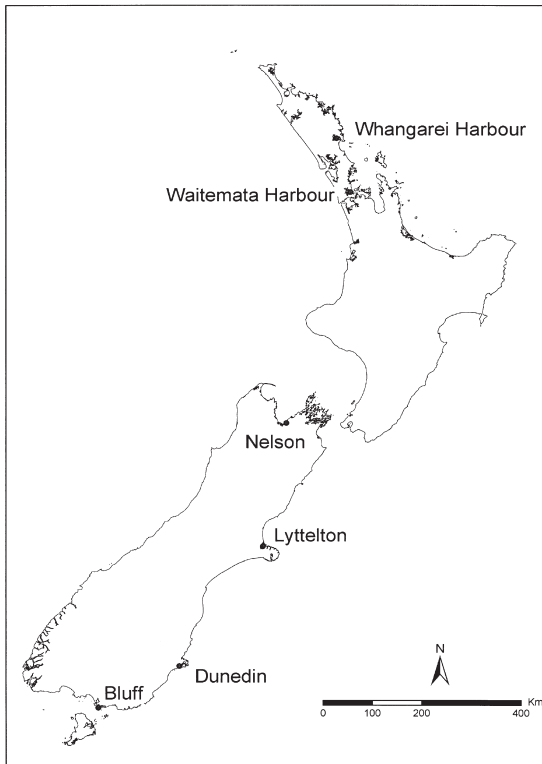 Whangarei Harbour
Waitemata Harbour
Nelson
Lyttelton
N
Dunedin
Bluff
Km
0 100 200 400